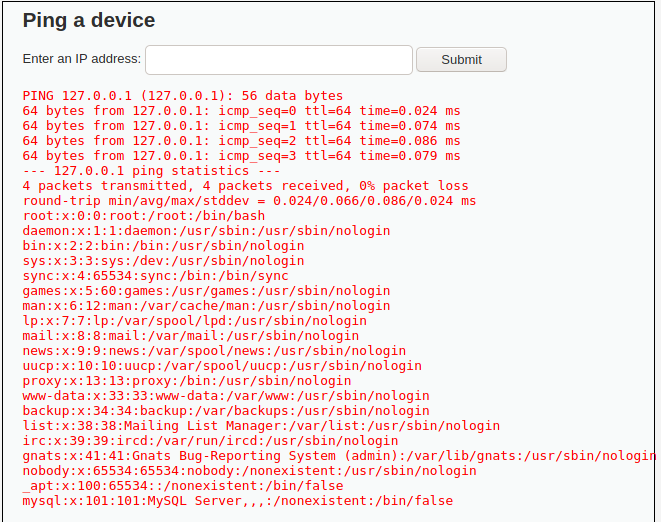 Ping a device
Enter an IP address: Submit
PING 127.0.0.1 (127.0.0.1): 56 data bytes
64 bytes from 127.0.0.1: icmp_seq=0 ttl=64 time=0.024 ms
64 bytes from 127.0.0.1: icmp_seq=1 ttl=64 time=0.074 ms
64 bytes from 127.0.0.1: icmp_seq=2 ttl=64 time=0.086 ms
64 bytes from 127.0.0.1: icmp_seq=3 ttl=64 time=0.079 ms
--- 127.0.0.1 ping statistics ---
4 packets transmitted, 4 packets received, 0% packet loss
round-trip min/avg/max/stddev = 0.024/0.066/0.086/0.024 ms
root:x:0:0:root:/root:/bin/bash
daemon:x:1:1:daemon:/usr/sbin:/usr/sbin/nologin
bin:x:2:2:bin:/bin:/usr/sbin/nologin
sys:x:3:3:sys:/dev:/usr/sbin/nologin
sync:x:4:65534:sync:/bin:/bin/sync
games:x:5:60:games:/usr/games:/usr/sbin/nologin
man:x:6:12:man:/var/cache/man:/usr/sbin/nologin
lp:x:7:7:lp:/var/spool/lpd:/usr/sbin/nologin
mail:x:8:8:mail:/var/mail:/usr/sbin/nologin
news:x:9:9:news:/var/spool/news:/usr/sbin/nologin
uucp:x:10:10:uucp:/var/spool/uucp:/usr/sbin/nologin
proxy:x:13:13:proxy:/bin:/usr/sbin/nologin
www-data:x:33:33:www-data:/var/www:/usr/sbin/nologin
backup:x:34:34:backup:/var/backups:/usr/sbin/nologin
list:x:38:38:Mailing List Manager:/var/list:/usr/sbin/nologin
irc:x:39:39:ircd:/var/run/ircd:/usr/sbin/nologin
gnats:x:41:41:Gnats Bug-Reporting System (admin):/var/lib/gnats:/usr/sbin/nologin
nobody:x:65534:65534:nobody:/nonexistent:/usr/sbin/nologin
_apt:x:100:65534::/nonexistent:/bin/false
mysql:x:101:101:MySQL Server,,,:/nonexistent:/bin/false